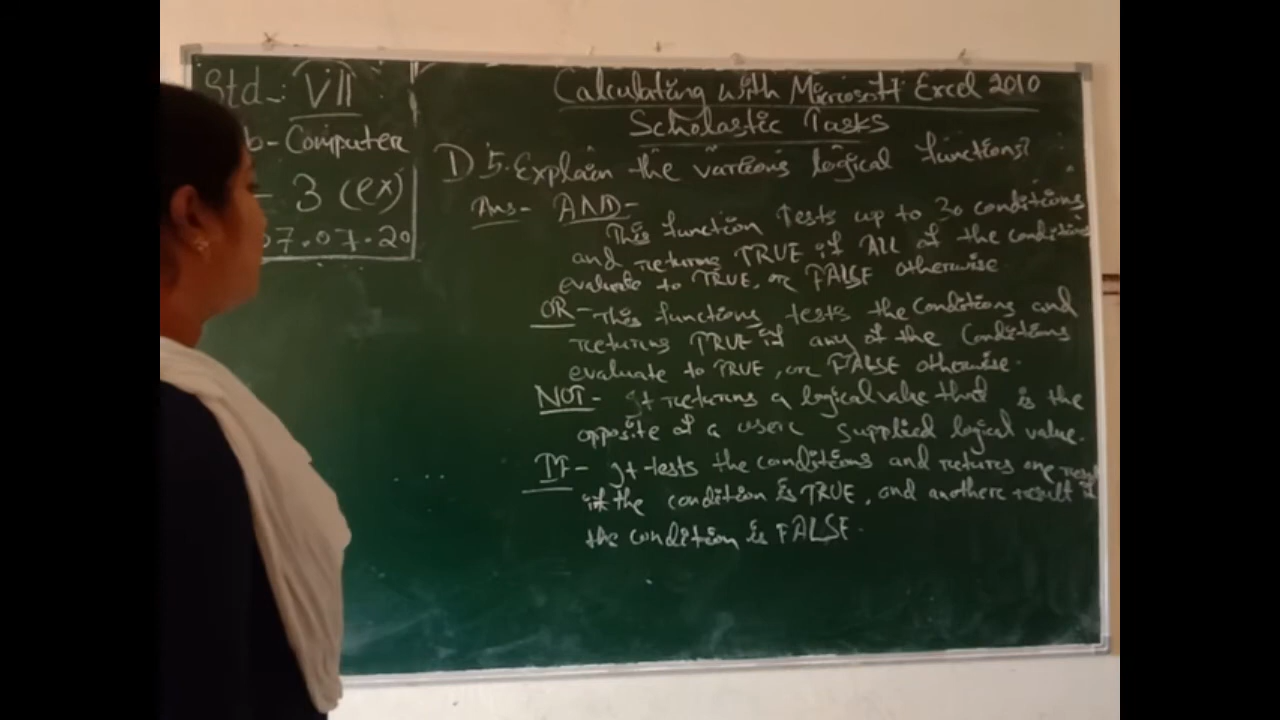 Std-: VII
b- Computer
- 3 (ex)
07.07.20
Calculating with Microsoft Excel 2010
Scholastic Tasks
D 5. Explain the various logical functions?
Ans- AND-
This function tests up to 30 conditions
and returns TRUE if ALL of the conditions
evaluate to TRUE, or FALSE otherwise.
OR- This functions tests the conditions and
returns TRUE if any of the conditions
evaluate to TRUE, or FALSE otherwise.
NOT- It returns a logical value that is the
opposite of a user supplied logical value.
IF- It tests the conditions and returns one result
if the condition is TRUE, and another result if
the condition is FALSE.